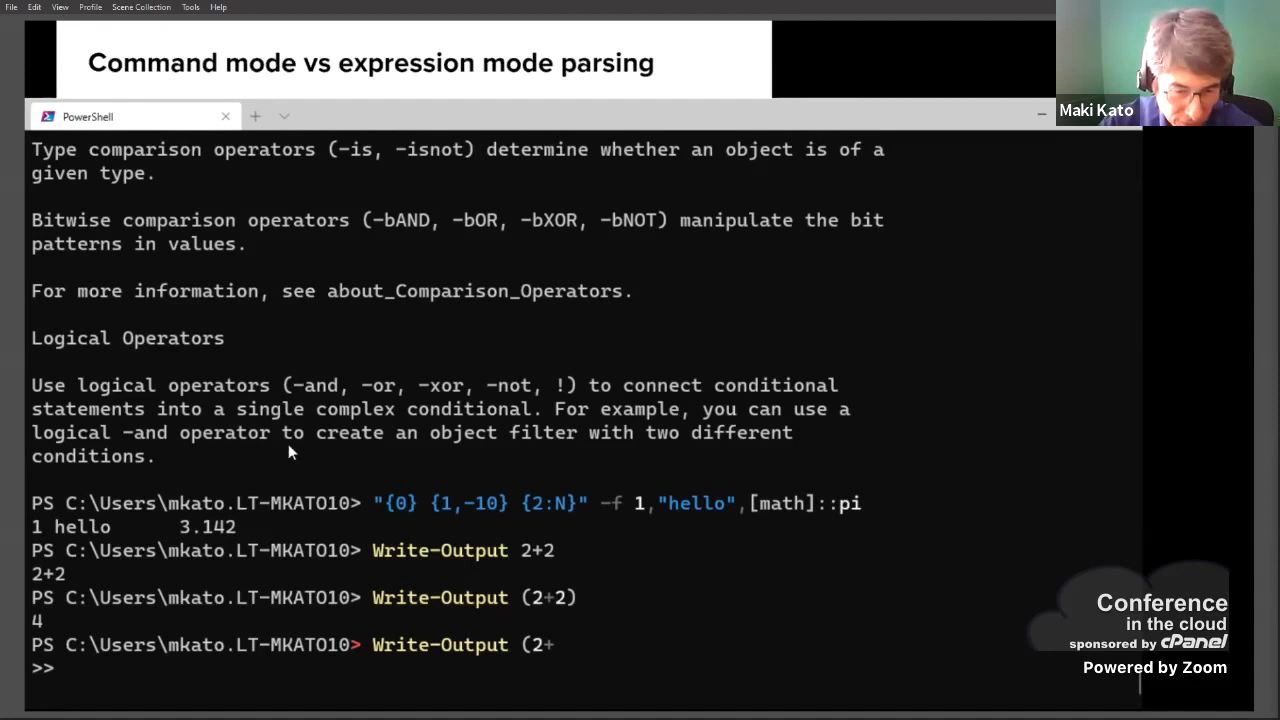 File Edit View Profile Scene Collection Tools Help
Command mode vs expression mode parsing
Maki Kato
PowerShell
Type comparison operators (-is, -isnot) determine whether an object is of a
given type.
Bitwise comparison operators (-bAND, -bOR, -bXOR, -bNOT) manipulate the bit
patterns in values.
For more information, see about_Comparison_Operators.
Logical Operators
Use logical operators (-and, -or, -xor, -not, !) to connect conditional
statements into a single complex conditional. For example, you can use a
logical -and operator to create an object filter with two different
conditions.
PS C:\Users\mkato.LT-MKATO10> "{0} {1,-10} {2:N}" -f 1,"hello",[math]::pi
1 hello      3.142
PS C:\Users\mkato.LT-MKATO10> Write-Output 2+2
2+2
PS C:\Users\mkato.LT-MKATO10> Write-Output (2+2)
4
PS C:\Users\mkato.LT-MKATO10> Write-Output (2+
>>
Conference
in the cloud
sponsored by cPanel
Powered by Zoom